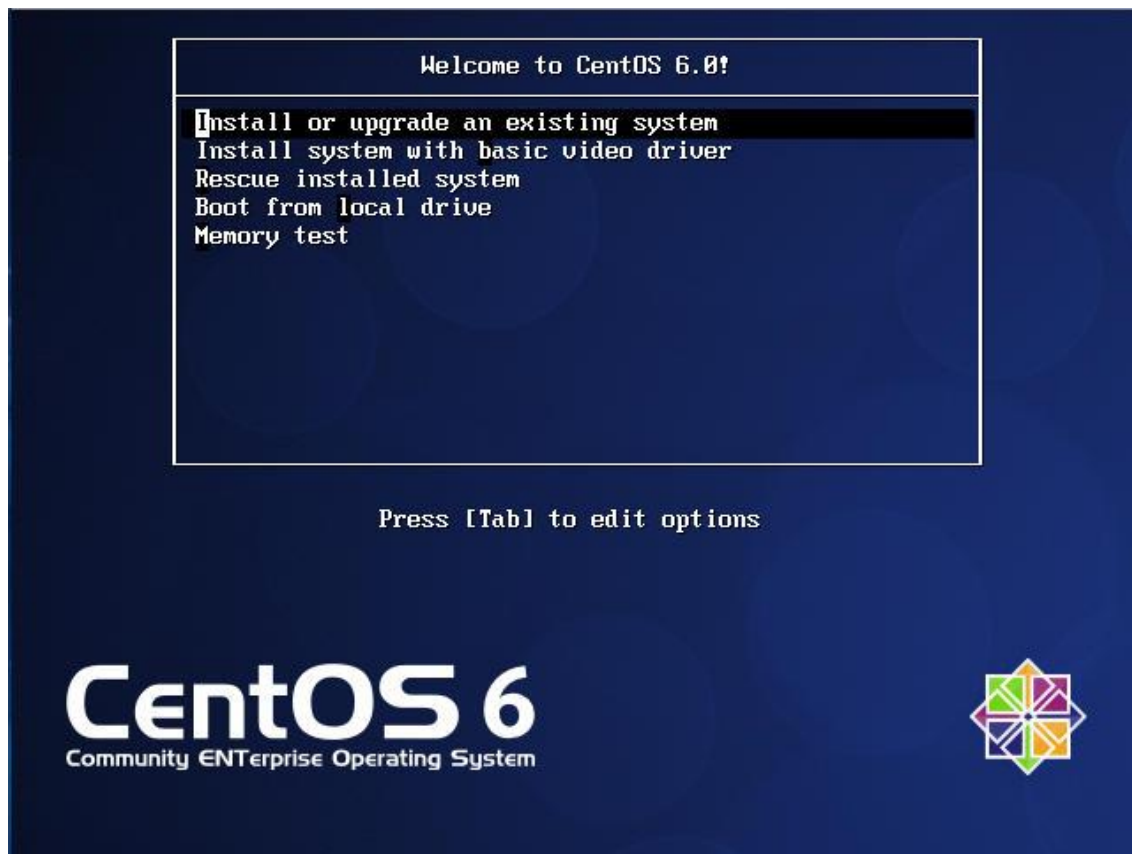 Welcome to CentOS 6.0!
Install or upgrade an existing system
Install system with basic video driver
Rescue installed system
Boot from local drive
Memory test
Press [Tab] to edit options
CentOS 6
Community ENTerprise Operating System